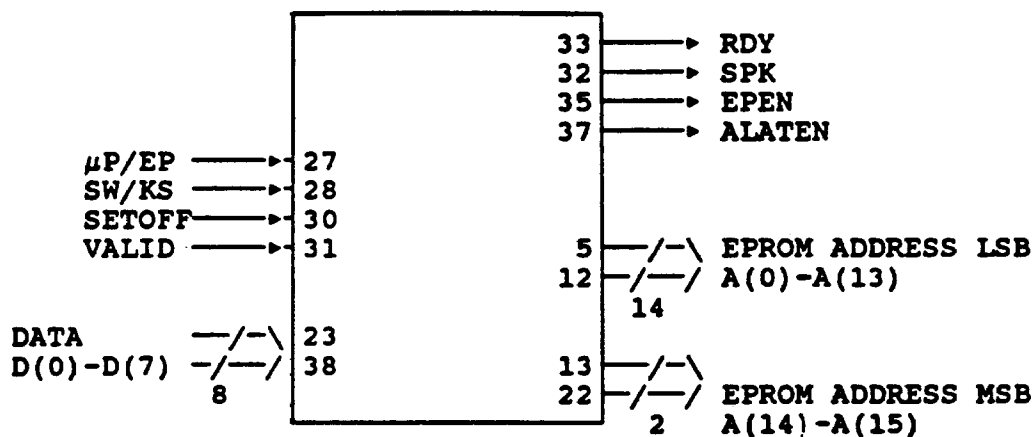 33 RDY
32 SPK
35 EPEN
37 ALATEN
µP/EP 27
SW/KS 28
SETOFF 30
VALID 31
5 EPROM ADDRESS LSB
12 A(0)-A(13)
14
DATA 23
D(0)-D(7) 38
8
13
22 EPROM ADDRESS MSB
2 A(14)-A(15)